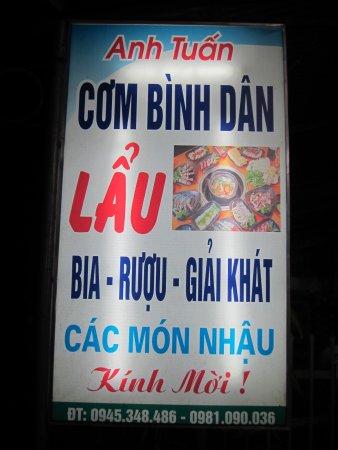 Anh Tuấn
CƠM BÌNH DÂN
LẨU
BIA - RƯỢU - GIẢI KHÁT
CÁC MÓN NHẬU
Kính Mời !
ĐT: 0945.348.486 - 0981.090.036